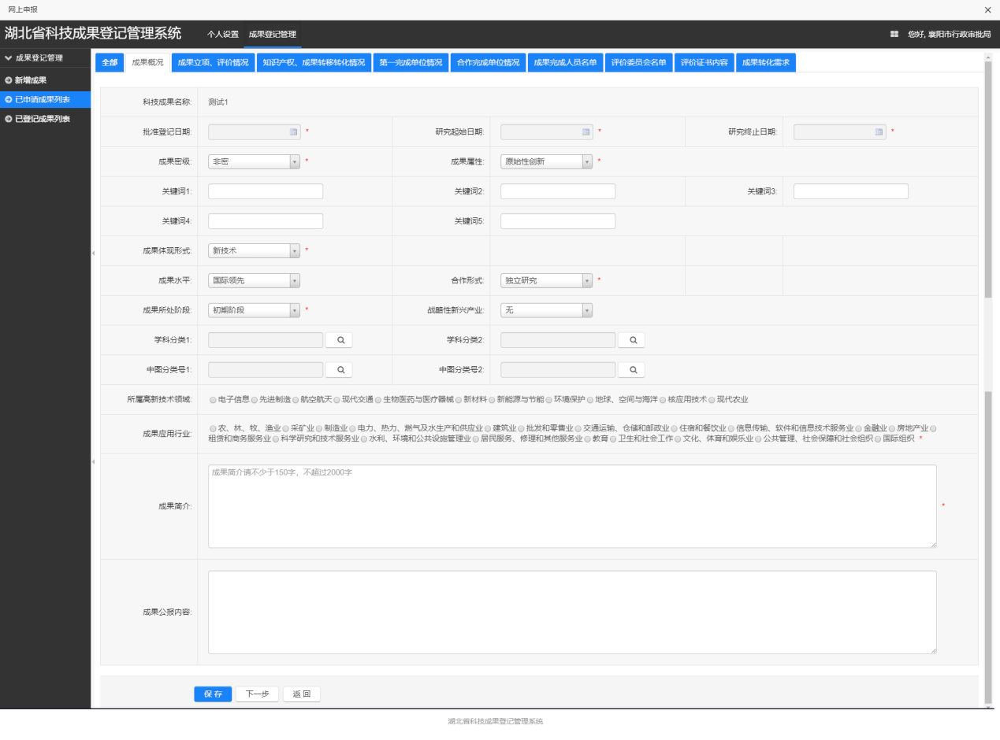 网上申报
湖北省科技成果登记管理系统 个人设置 成果登记管理 您好, 襄阳市行政审批局
成果登记管理
新增成果
已申请成果列表
已登记成果列表
全部 成果概况 成果立项、评价情况 知识产权、成果转移转化情况 第一完成单位情况 合作完成单位情况 成果完成人员名单 评价委员会名单 评价证书内容 成果转化需求
科技成果名称: 测试1
批准登记日期: * 研究起始日期: * 研究终止日期: *
成果密级: 非密 * 成果属性: 原始性创新 *
关键词1: 关键词2: 关键词3:
关键词4: 关键词5:
成果体现形式: 新技术 *
成果水平: 国际领先 合作形式: 独立研究 *
成果所处阶段: 初期阶段 * 战略性新兴产业: 无
学科分类1: 学科分类2:
中图分类号1: 中图分类号2:
所属高新技术领域: 电子信息 先进制造 航空航天 现代交通 生物医药与医疗器械 新材料 新能源与节能 环境保护 地球、空间与海洋 核应用技术 现代农业
成果应用行业: 农、林、牧、渔业 采矿业 制造业 电力、热力、燃气及水生产和供应业 建筑业 批发和零售业 交通运输、仓储和邮政业 住宿和餐饮业 信息传输、软件和信息技术服务业 金融业 房地产业
租赁和商务服务业 科学研究和技术服务业 水利、环境和公共设施管理业 居民服务、修理和其他服务业 教育 卫生和社会工作 文化、体育和娱乐业 公共管理、社会保障和社会组织 国际组织 *
成果简介: 成果简介请不少于150字，不超过2000字 *
成果公报内容:
保存 下一步 返回
湖北省科技成果登记管理系统